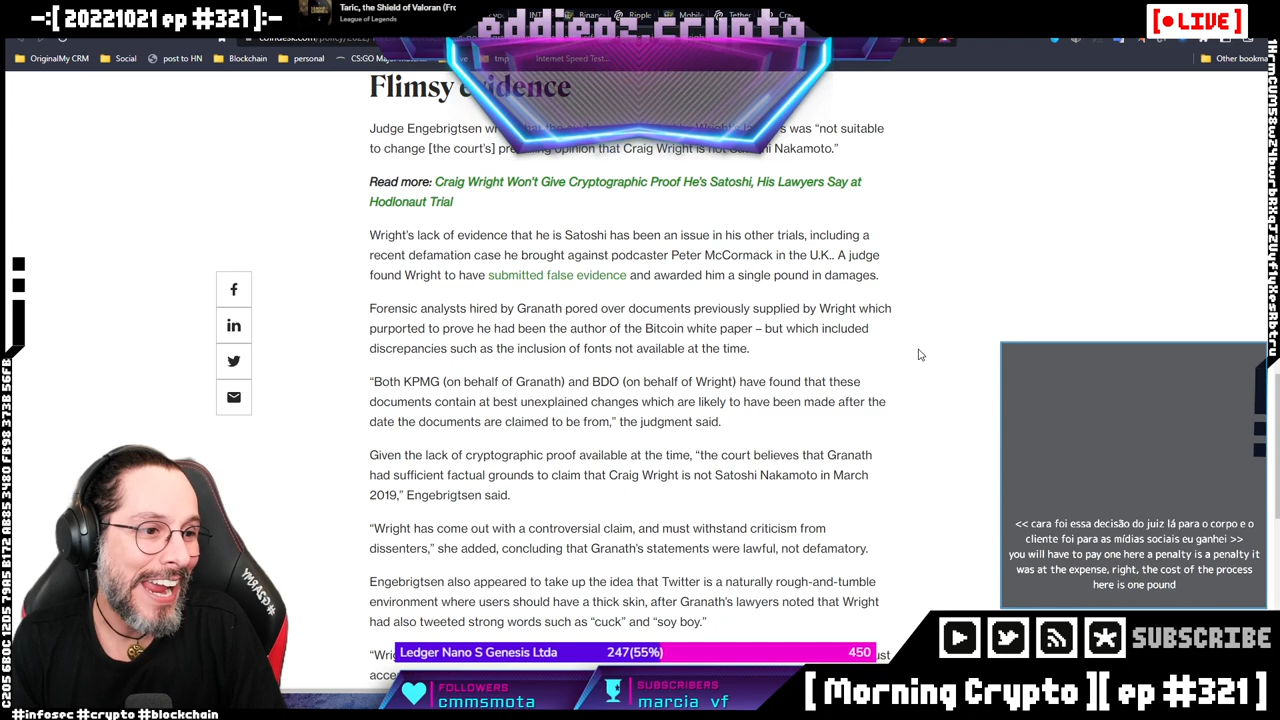 -:[ 20221021 ep #321 ]:-
Taric, the Shield of Valoran (Fr
League of Legends
eddieoz.crypto
[ • LIVE ]
OriginalMy CRM
Social
post to HN
Blockchain
personal
CS:GO Major
tmp
Internet Speed Test...
Other bookma
Flimsy evidence
Judge Engebrigtsen was “not suitable
to change [the court’s] opinion that Craig Wright is not Satoshi Nakamoto.”
Read more: Craig Wright Won’t Give Cryptographic Proof He’s Satoshi, His Lawyers Say at
Hodlonaut Trial
Wright’s lack of evidence that he is Satoshi has been an issue in his other trials, including a
recent defamation case he brought against podcaster Peter McCormack in the U.K.. A judge
found Wright to have submitted false evidence and awarded him a single pound in damages.
Forensic analysts hired by Granath pored over documents previously supplied by Wright which
purported to prove he had been the author of the Bitcoin white paper – but which included
discrepancies such as the inclusion of fonts not available at the time.
“Both KPMG (on behalf of Granath) and BDO (on behalf of Wright) have found that these
documents contain at best unexplained changes which are likely to have been made after the
date the documents are claimed to be from,” the judgment said.
Given the lack of cryptographic proof available at the time, “the court believes that Granath
had sufficient factual grounds to claim that Craig Wright is not Satoshi Nakamoto in March
2019,” Engebrigtsen said.
“Wright has come out with a controversial claim, and must withstand criticism from
dissenters,” she added, concluding that Granath’s statements were lawful, not defamatory.
Engebrigtsen also appeared to take up the idea that Twitter is a naturally rough-and-tumble
environment where users should have a thick skin, after Granath’s lawyers noted that Wright
had also tweeted strong words such as “cuck” and “soy boy.”
<< cara foi essa decisão do juiz lá para o corpo e o
cliente foi para as mídias sociais eu ganhei >>
you will have to pay one here a penalty is a penalty it
was at the expense, right, the cost of the process
here is one pound
SUBSCRIBE
Ledger Nano S Genesis Ltda 247(55%) 450
FOLLOWERS
cmmsmota
SUBSCRIBERS
marcia_vf
[ Morning Crypto ][ ep #321 ]
#infosec #crypto #blockchain